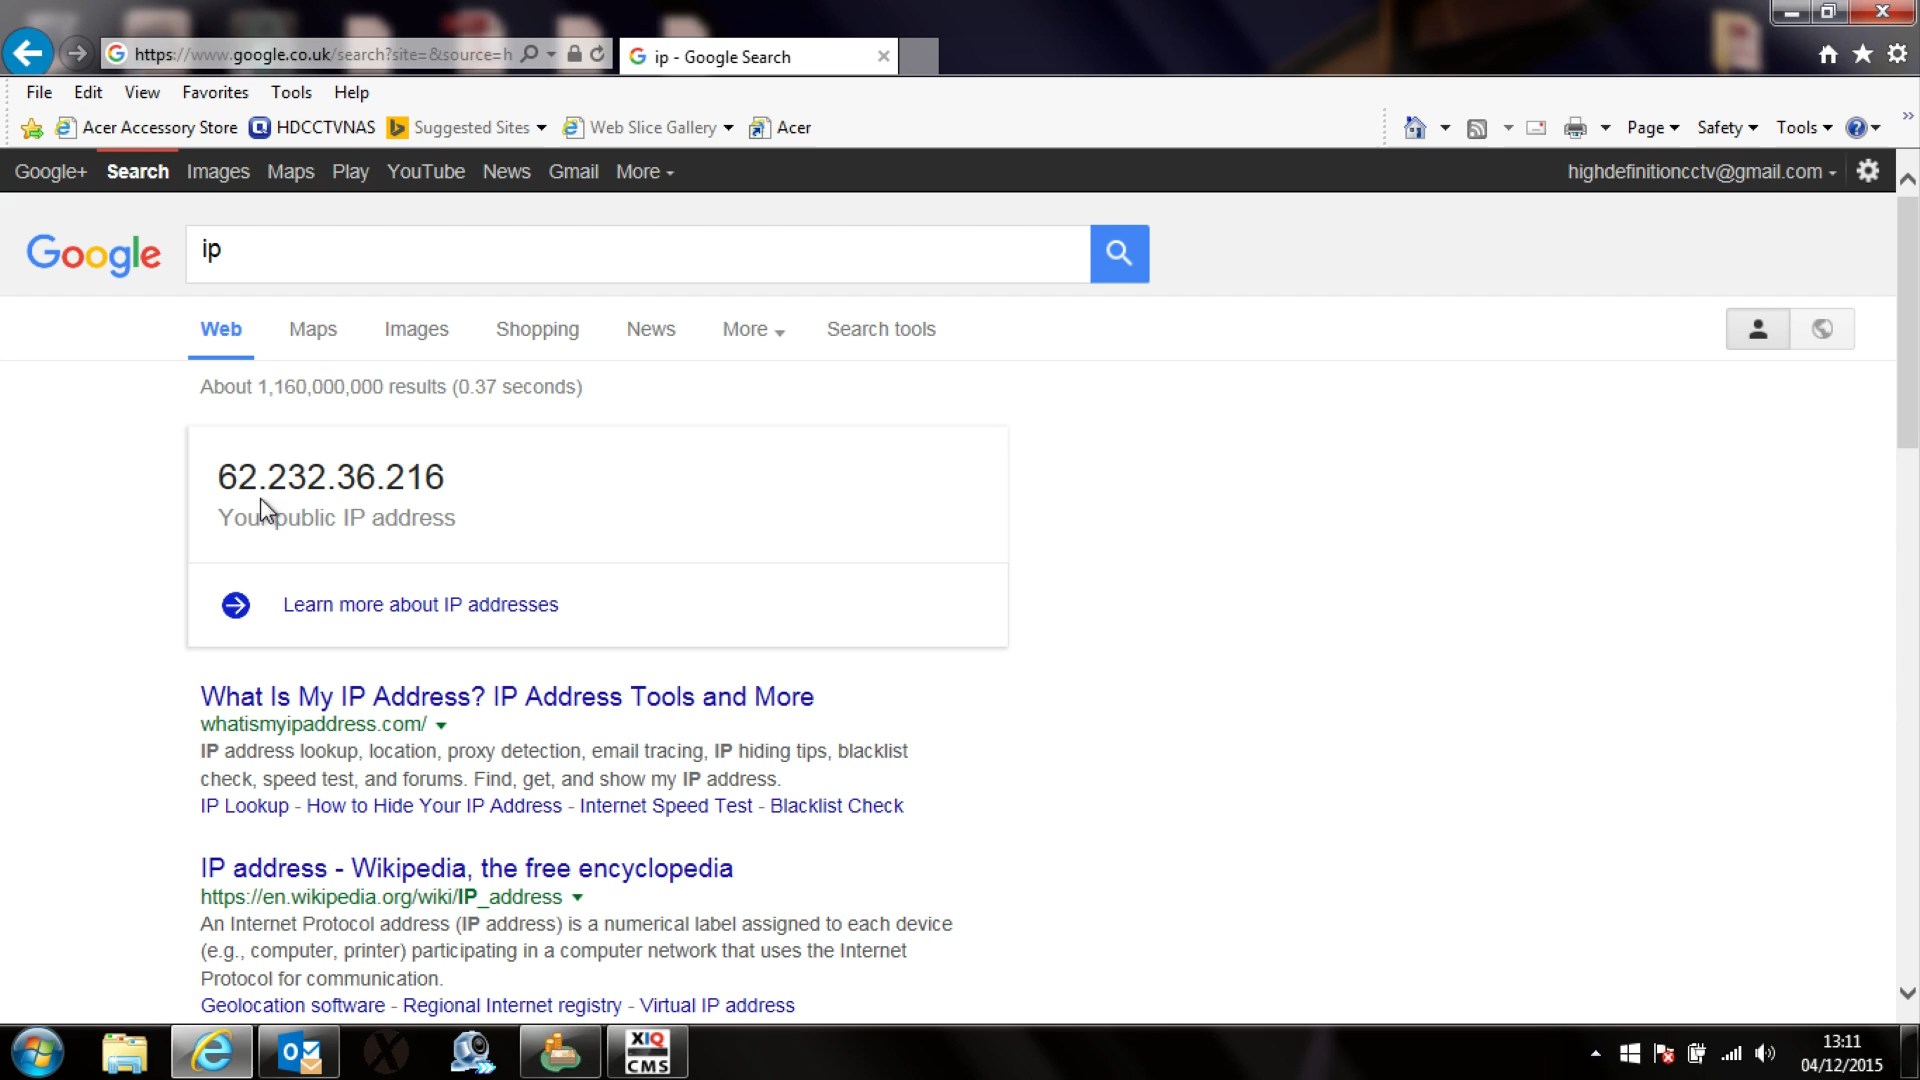 https://www.google.co.uk/search?site=&source=h
ip - Google Search
File Edit View Favorites Tools Help
Acer Accessory Store HDCCTVNAS Suggested Sites Web Slice Gallery Acer
Page Safety Tools
Google+ Search Images Maps Play YouTube News Gmail More
highdefinitioncctv@gmail.com
Google
ip
Web Maps Images Shopping News More Search tools
About 1,160,000,000 results (0.37 seconds)
62.232.36.216
Your public IP address
Learn more about IP addresses
What Is My IP Address? IP Address Tools and More
whatismyipaddress.com/
IP address lookup, location, proxy detection, email tracing, IP hiding tips, blacklist
check, speed test, and forums. Find, get, and show my IP address.
IP Lookup - How to Hide Your IP Address - Internet Speed Test - Blacklist Check
IP address - Wikipedia, the free encyclopedia
https://en.wikipedia.org/wiki/IP_address
An Internet Protocol address (IP address) is a numerical label assigned to each device
(e.g., computer, printer) participating in a computer network that uses the Internet
Protocol for communication.
Geolocation software - Regional Internet registry - Virtual IP address
XIQ
CMS
13:11
04/12/2015